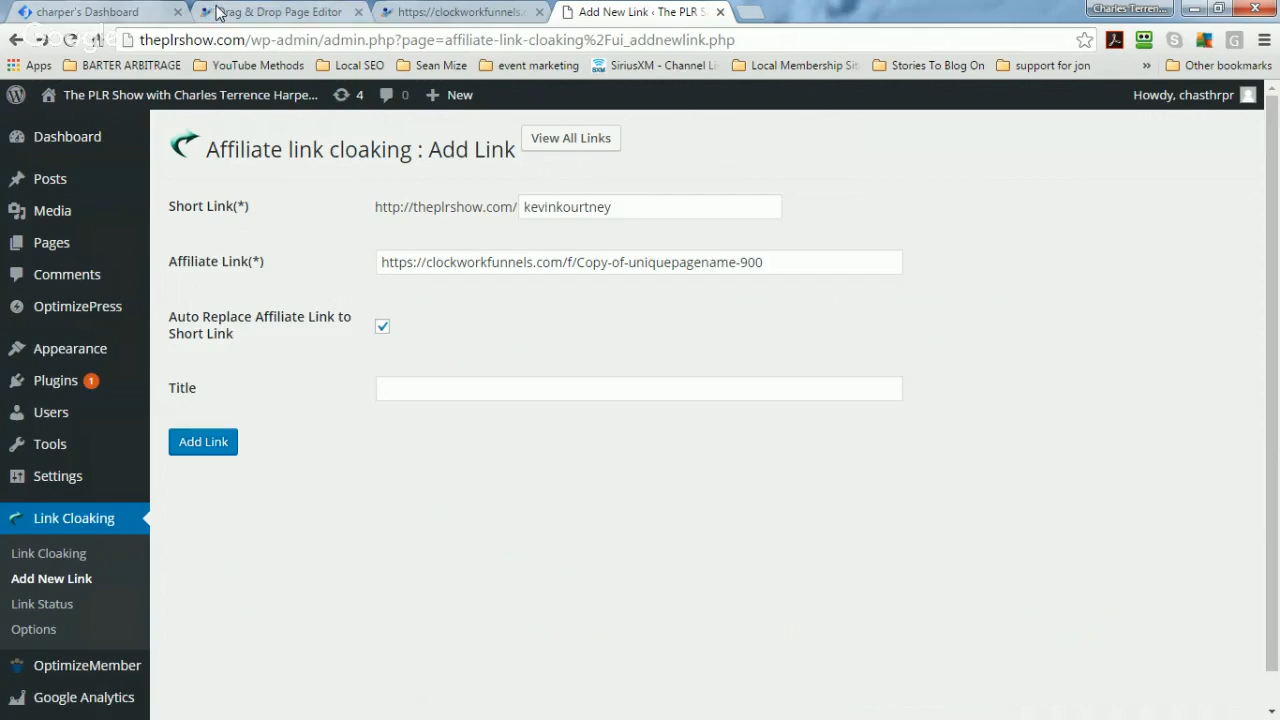 charper's Dashboard
Drag & Drop Page Editor
https://clockworkfunnels.
Add New Link ‹ The PLR S
Charles Terren...
theplrshow.com/wp-admin/admin.php?page=affiliate-link-cloaking%2Fui_addnewlink.php
Apps BARTER ARBITRAGE YouTube Methods Local SEO Sean Mize event marketing SiriusXM - Channel Li Local Membership Sit Stories To Blog On support for jon » Other bookmarks
The PLR Show with Charles Terrence Harpe... 4 0 New Howdy, chasthrpr
Dashboard
Posts
Media
Pages
Comments
OptimizePress
Appearance
Plugins 1
Users
Tools
Settings
Link Cloaking
Link Cloaking
Add New Link
Link Status
Options
OptimizeMember
Google Analytics
Affiliate link cloaking : Add Link View All Links
Short Link(*) http://theplrshow.com/ kevinkourtney
Affiliate Link(*) https://clockworkfunnels.com/f/Copy-of-uniquepagename-900
Auto Replace Affiliate Link to
Short Link
Title
Add Link